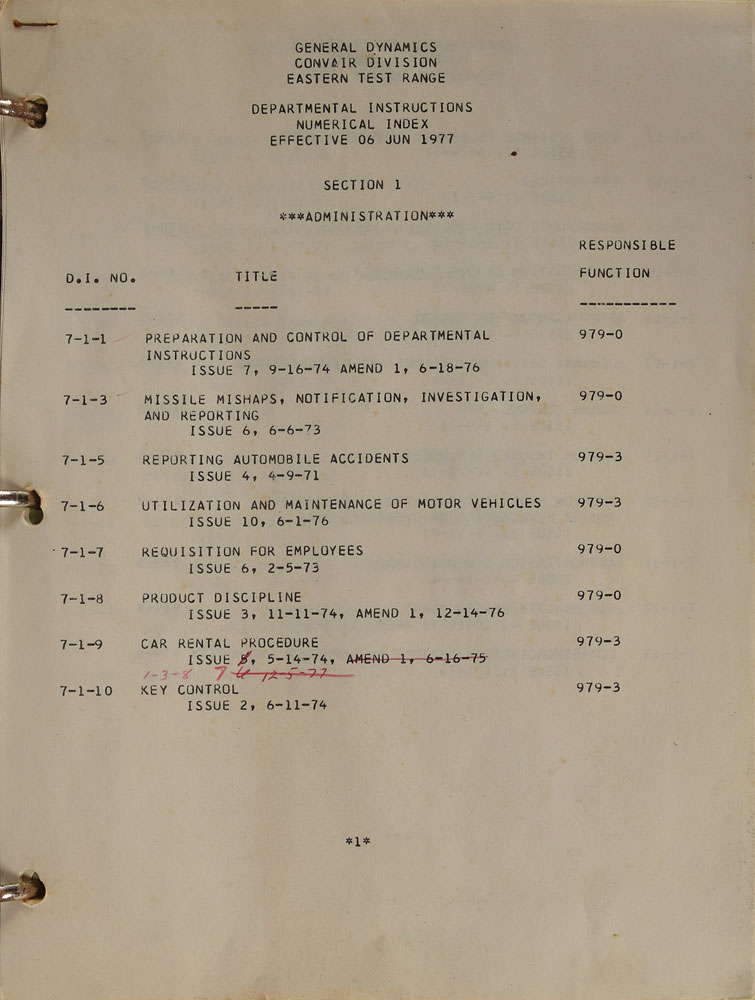 GENERAL DYNAMICS
CONVAIR DIVISION
EASTERN TEST RANGE
DEPARTMENTAL INSTRUCTIONS
NUMERICAL INDEX
EFFECTIVE 06 JUN 1977
SECTION 1
***ADMINISTRATION***
RESPONSIBLE
D.I. NO. TITLE FUNCTION
-------- ----- -----------
7-1-1 PREPARATION AND CONTROL OF DEPARTMENTAL 979-0
INSTRUCTIONS
ISSUE 7, 9-16-74 AMEND 1, 6-18-76
7-1-3 MISSILE MISHAPS, NOTIFICATION, INVESTIGATION, 979-0
AND REPORTING
ISSUE 6, 6-6-73
7-1-5 REPORTING AUTOMOBILE ACCIDENTS 979-3
ISSUE 4, 4-9-71
7-1-6 UTILIZATION AND MAINTENANCE OF MOTOR VEHICLES 979-3
ISSUE 10, 6-1-76
7-1-7 REQUISITION FOR EMPLOYEES 979-0
ISSUE 6, 2-5-73
7-1-8 PRODUCT DISCIPLINE 979-0
ISSUE 3, 11-11-74, AMEND 1, 12-14-76
7-1-9 CAR RENTAL PROCEDURE 979-3
ISSUE , 5-14-74, AMEND 1, 6-16-75
1-3-8 7 6 12-5-77
7-1-10 KEY CONTROL 979-3
ISSUE 2, 6-11-74
*1*